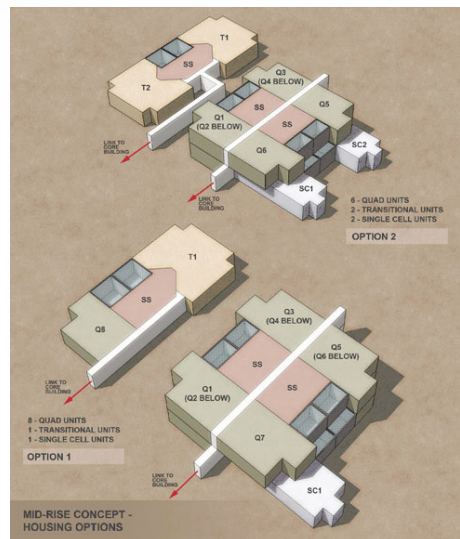 T1
SS
T2
Q3
(Q4 BELOW)
SS
Q5
Q1
(Q2 BELOW)
SS
Q6
SC2
SC1
LINK TO
CORE
BUILDING
LINK TO
CORE
BUILDING
6 - QUAD UNITS
2 - TRANSITIONAL UNITS
2 - SINGLE CELL UNITS
OPTION 2
T1
SS
Q8
Q3
(Q4 BELOW)
Q5
(Q6 BELOW)
SS
SS
Q1
(Q2 BELOW)
Q7
SC1
LINK TO
CORE
BUILDING
8 - QUAD UNITS
1 - TRANSITIONAL UNITS
1 - SINGLE CELL UNITS
OPTION 1
LINK TO
CORE
BUILDING
MID-RISE CONCEPT -
HOUSING OPTIONS